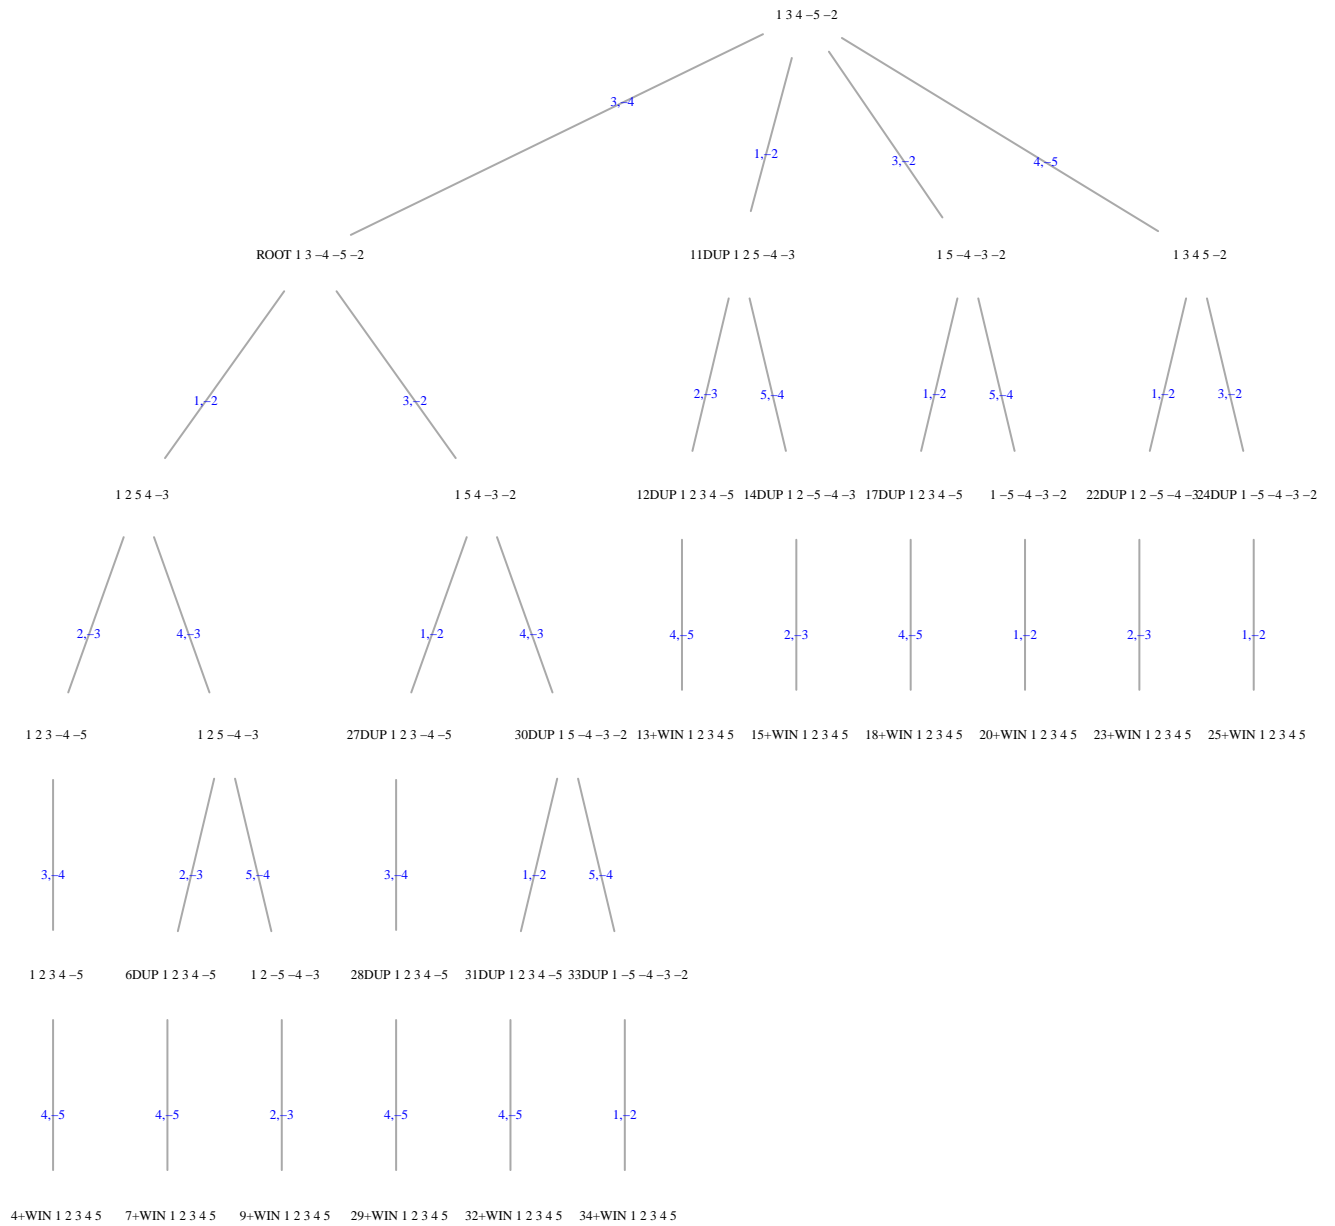 1 3 4 −5 −2
3,−4
1,−2
3,−2
4,−5
ROOT 1 3 −4 −5 −2
11DUP 1 2 5 −4 −3
1 5 −4 −3 −2
1 3 4 5 −2
1,−2
3,−2
2,−3
5,−4
1,−2
5,−4
1,−2
3,−2
1 2 5 4 −3
1 5 4 −3 −2
12DUP 1 2 3 4 −5
14DUP 1 2 −5 −4 −3
17DUP 1 2 3 4 −5
1 −5 −4 −3 −2
22DUP 1 2 −5 −4 −3
24DUP 1 −5 −4 −3 −2
2,−3
4,−3
1,−2
4,−3
4,−5
2,−3
4,−5
1,−2
2,−3
1,−2
1 2 3 −4 −5
1 2 5 −4 −3
27DUP 1 2 3 −4 −5
30DUP 1 5 −4 −3 −2
13+WIN 1 2 3 4 5
15+WIN 1 2 3 4 5
18+WIN 1 2 3 4 5
20+WIN 1 2 3 4 5
23+WIN 1 2 3 4 5
25+WIN 1 2 3 4 5
3,−4
2,−3
5,−4
3,−4
1,−2
5,−4
1 2 3 4 −5
6DUP 1 2 3 4 −5
1 2 −5 −4 −3
28DUP 1 2 3 4 −5
31DUP 1 2 3 4 −5
33DUP 1 −5 −4 −3 −2
4,−5
4,−5
2,−3
4,−5
4,−5
1,−2
4+WIN 1 2 3 4 5
7+WIN 1 2 3 4 5
9+WIN 1 2 3 4 5
29+WIN 1 2 3 4 5
32+WIN 1 2 3 4 5
34+WIN 1 2 3 4 5